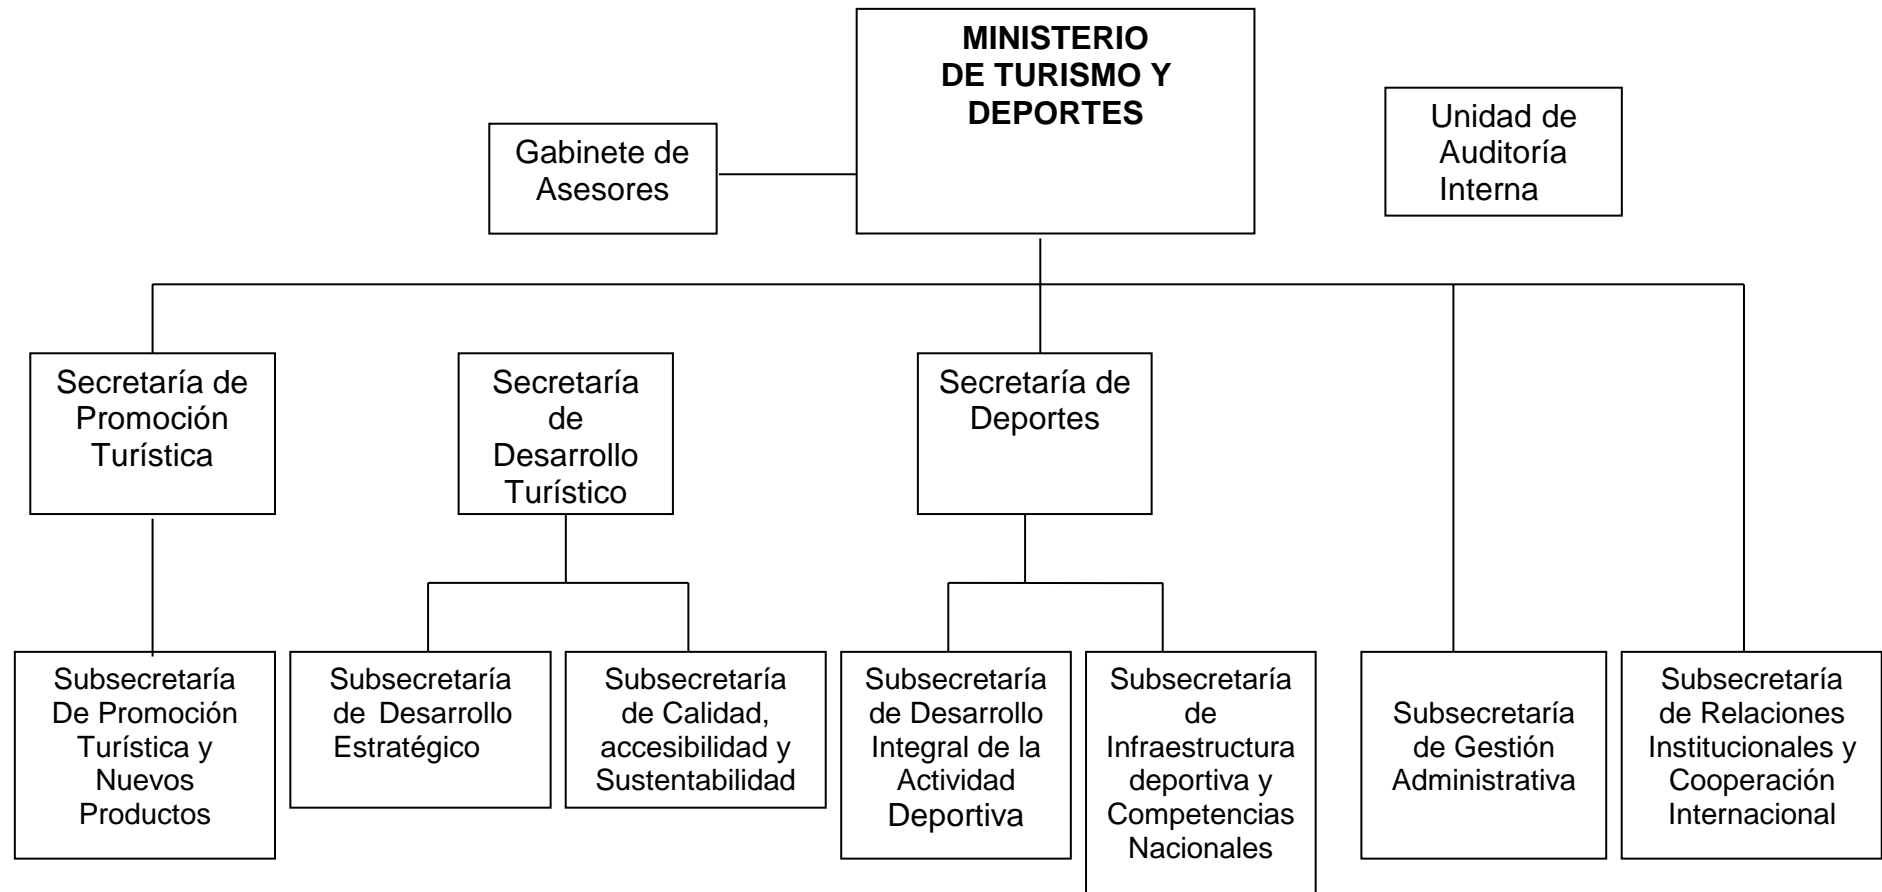 MINISTERIO
DE TURISMO Y
DEPORTES
Gabinete de
Asesores
Unidad de
Auditoría
Interna
Secretaría de
Promoción
Turística
Secretaría
de
Desarrollo
Turístico
Secretaría de
Deportes
Subsecretaría
De Promoción
Turística y
Nuevos
Productos
Subsecretaría
de Desarrollo
Estratégico
Subsecretaría
de Calidad,
accesibilidad y
Sustentabilidad
Subsecretaría
de Desarrollo
Integral de la
Actividad
Deportiva
Subsecretaría
de
Infraestructura
deportiva y
Competencias
Nacionales
Subsecretaría
de Gestión
Administrativa
Subsecretaría
de Relaciones
Institucionales y
Cooperación
Internacional